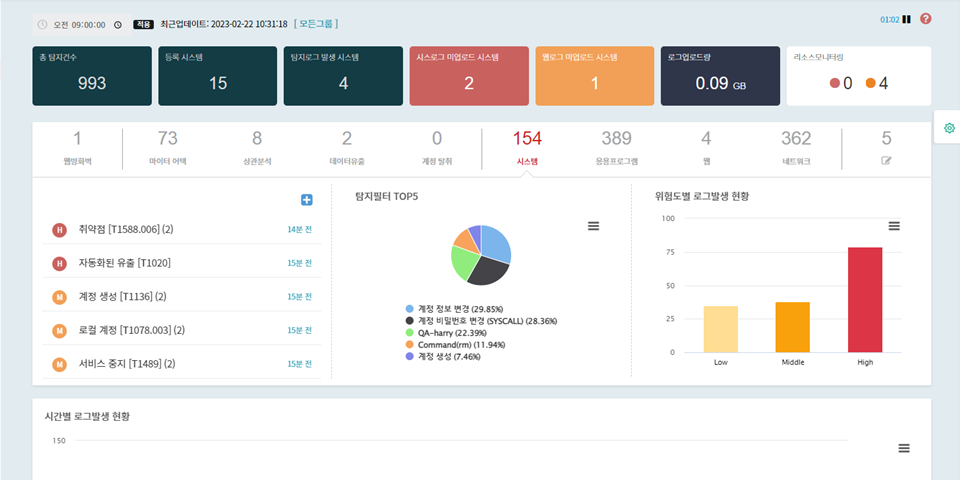 오전 09:00:00 적용 최근업데이트: 2023-02-22 10:31:18 [ 모든그룹 ] 01:02 ?
총 탐지건수 등록 시스템 탐지로그 발생 시스템 시스로그 미업로드 시스템 웹로그 미업로드 시스템 로그업로드량 리소스모니터링
993 15 4 2 1 0.09 GB 0 4
1 73 8 2 0 154 389 4 362 5
웹방화벽 마이터 어택 상관분석 데이터유출 계정 탈취 시스템 응용프로그램 웹 네트워크
H 취약점 [T1588.006] (2) 14분 전
H 자동화된 유출 [T1020] 15분 전
M 계정 생성 [T1136] (2) 15분 전
M 로컬 계정 [T1078.003] (2) 15분 전
M 서비스 중지 [T1489] (2) 15분 전
탐지필터 TOP5
계정 정보 변경 (29.85%)
계정 비밀번호 변경 (SYSCALL) (28.36%)
QA-harry (22.39%)
Command(rm) (11.94%)
계정 생성 (7.46%)
위험도별 로그발생 현황
100
75
50
25
0
Low Middle High
시간별 로그발생 현황
150